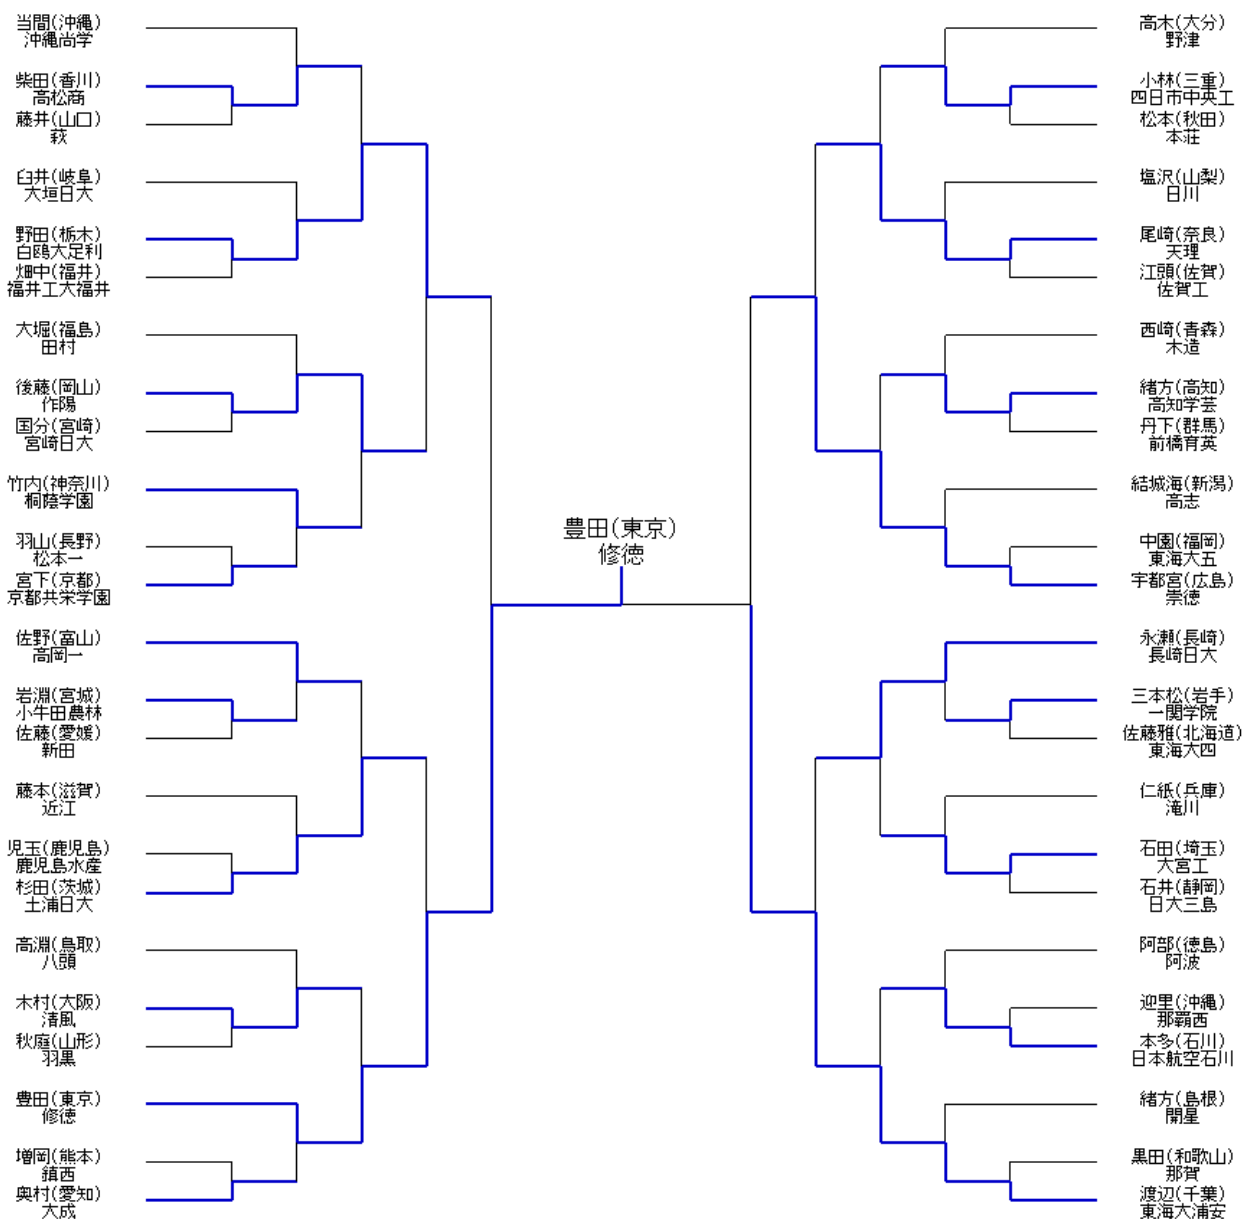 当間(沖縄)
沖縄尚学
柴田(香川)
高松商
藤井(山口)
萩
臼井(岐阜)
大垣日大
野田(栃木)
白鴎大足利
畑中(福井)
福井工大福井
大堀(福島)
田村
後藤(岡山)
作陽
国分(宮崎)
宮崎日大
竹内(神奈川)
桐蔭学園
羽山(長野)
松本一
宮下(京都)
京都共栄学園
佐野(富山)
高岡一
岩淵(宮城)
小牛田農林
佐藤(愛媛)
新田
藤本(滋賀)
近江
児玉(鹿児島)
鹿児島水産
杉田(茨城)
土浦日大
高淵(鳥取)
八頭
木村(大阪)
清風
秋庭(山形)
羽黒
豊田(東京)
修徳
増岡(熊本)
鎮西
奥村(愛知)
大成
豊田(東京)
修徳
高木(大分)
野津
小林(三重)
四日市中央工
松本(秋田)
本荘
塩沢(山梨)
日川
尾崎(奈良)
天理
江頭(佐賀)
佐賀工
西崎(青森)
木造
緒方(高知)
高知学芸
丹下(群馬)
前橋育英
結城海(新潟)
高志
中園(福岡)
東海大五
宇都宮(広島)
崇徳
永瀬(長崎)
長崎日大
三本松(岩手)
一関学院
佐藤雅(北海道)
東海大四
仁紙(兵庫)
滝川
石田(埼玉)
大宮工
石井(静岡)
日大三島
阿部(徳島)
阿波
迎里(沖縄)
那覇西
本多(石川)
日本航空石川
緒方(島根)
開星
黒田(和歌山)
那賀
渡辺(千葉)
東海大浦安